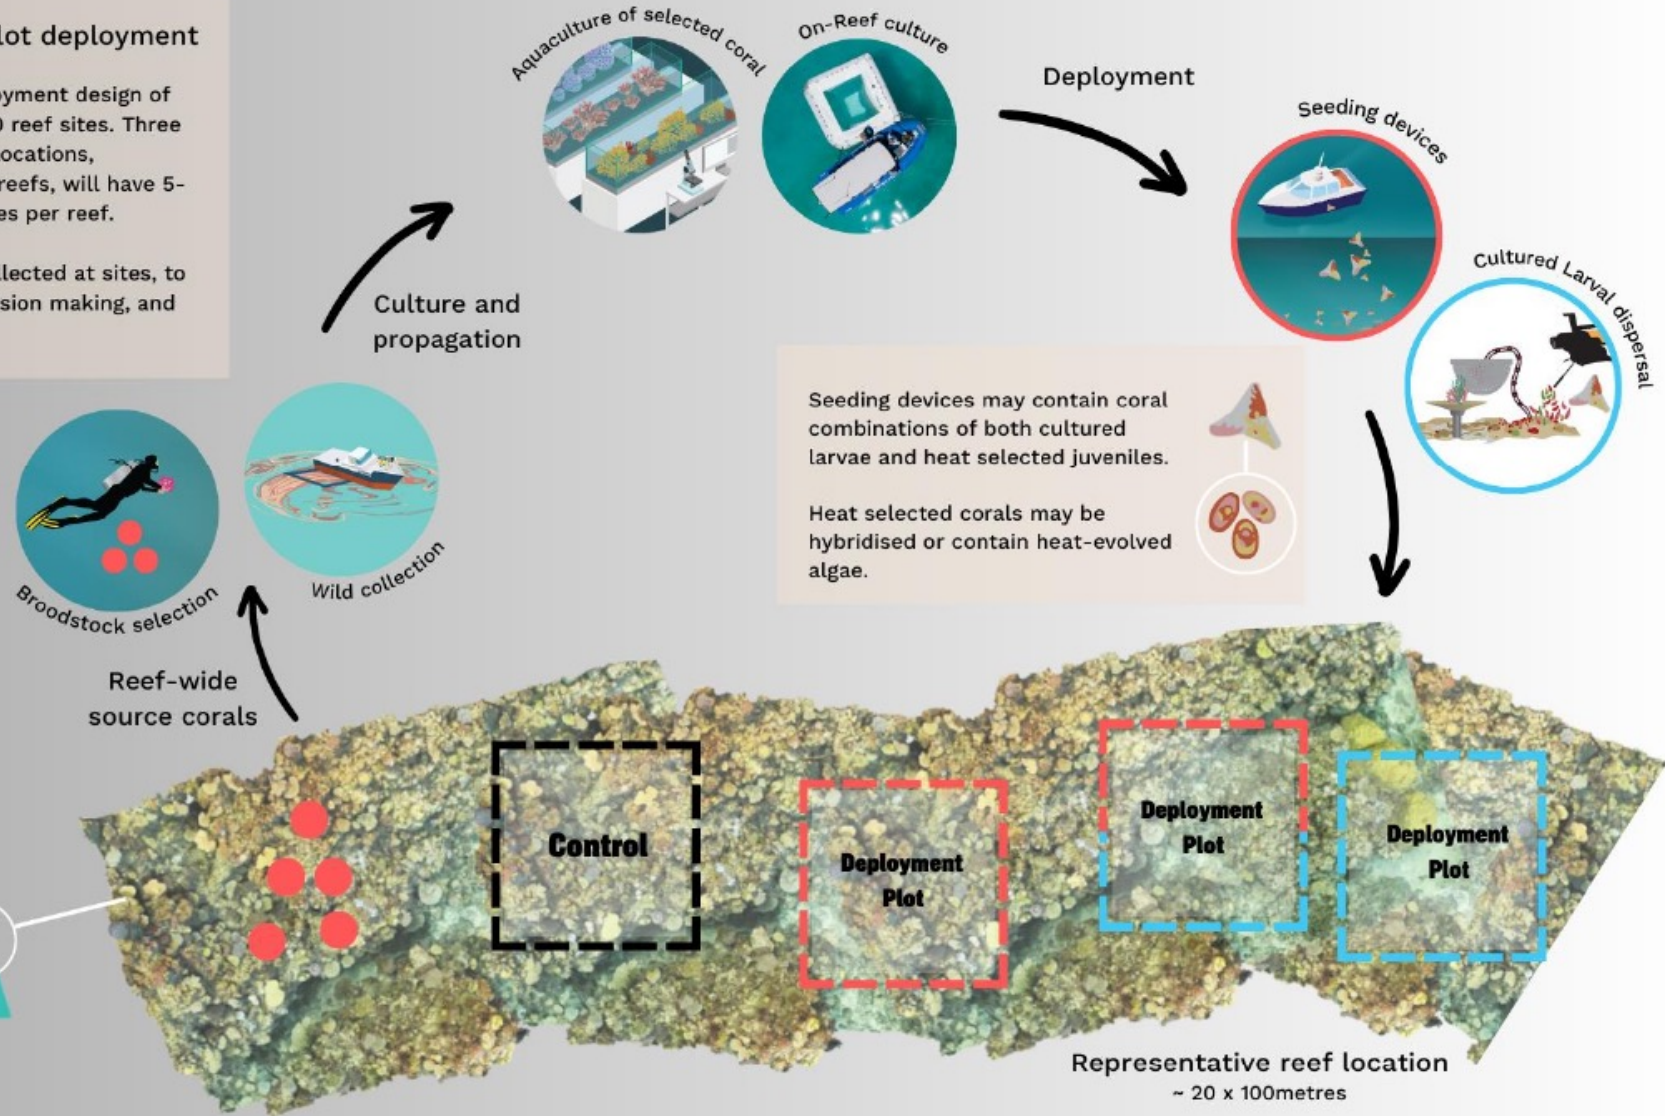 lot deployment
oyment design of
0 reef sites. Three
ocations,
reefs, will have 5-
es per reef.
llected at sites, to
sion making, and
Aquaculture of selected coral
On-Reef culture
Deployment
Seeding devices
Cultured Larval dispersal
Culture and
propagation
Seeding devices may contain coral
combinations of both cultured
larvae and heat selected juveniles.
Heat selected corals may be
hybridised or contain heat-evolved
algae.
Broodstock selection
Wild collection
Reef-wide
source corals
Control
Deployment
Plot
Deployment
Plot
Deployment
Plot
Representative reef location
~ 20 x 100metres